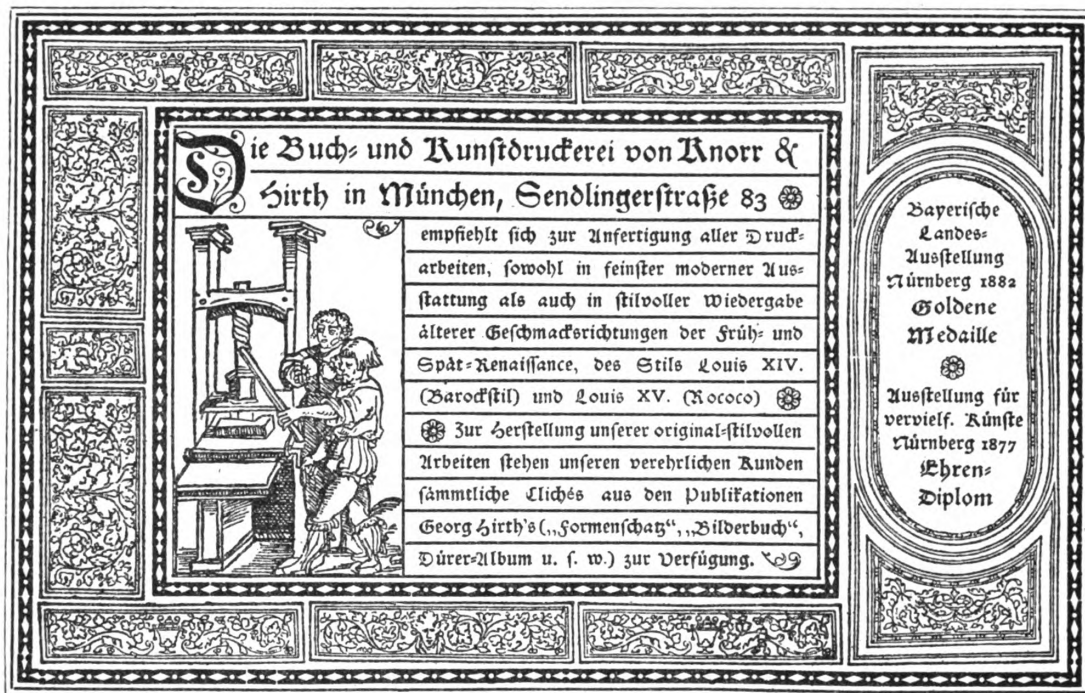 Die Buch- und Kunstdruckerei von Knorr &
Hirth in München, Sendlingerstraße 83
empfiehlt sich zur Anfertigung aller Druck-
arbeiten, sowohl in feinster moderner Aus-
stattung als auch in stilvoller Wiedergabe
älterer Geschmacksrichtungen der Früh- und
Spät-Renaissance, des Stils Louis XIV.
(Barockstil) und Louis XV. (Rococo)
Zur Herstellung unserer original-stilvollen
Arbeiten stehen unseren verehrlichen Kunden
sämmtliche Clichés aus den Publikationen
Georg Hirth's („Formenschatz“, „Bilderbuch“,
Dürer-Album u. s. w.) zur Verfügung.
Bayerische
Landes-
Ausstellung
Nürnberg 1882
Goldene
Medaille
Ausstellung für
vervielf. Künste
Nürnberg 1877
Ehren-
Diplom